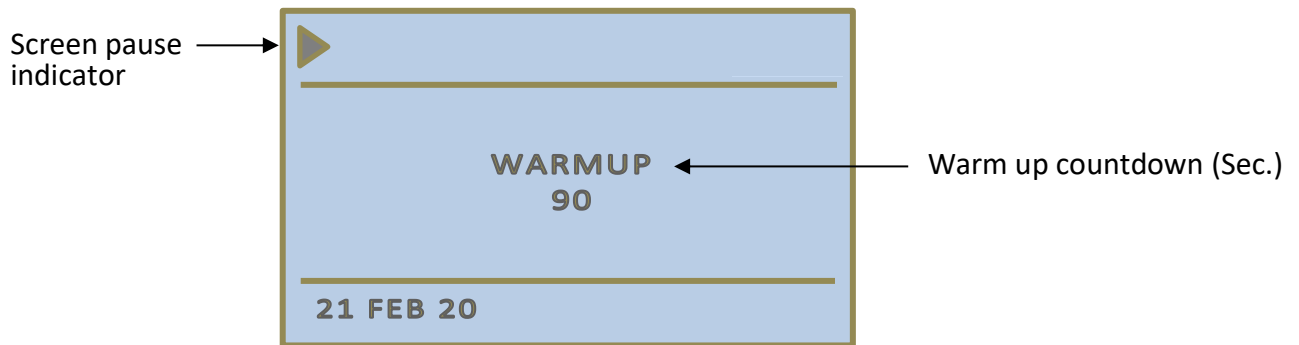 Screen pause
indicator
WARMUP
90
Warm up countdown (Sec.)
21 FEB 20